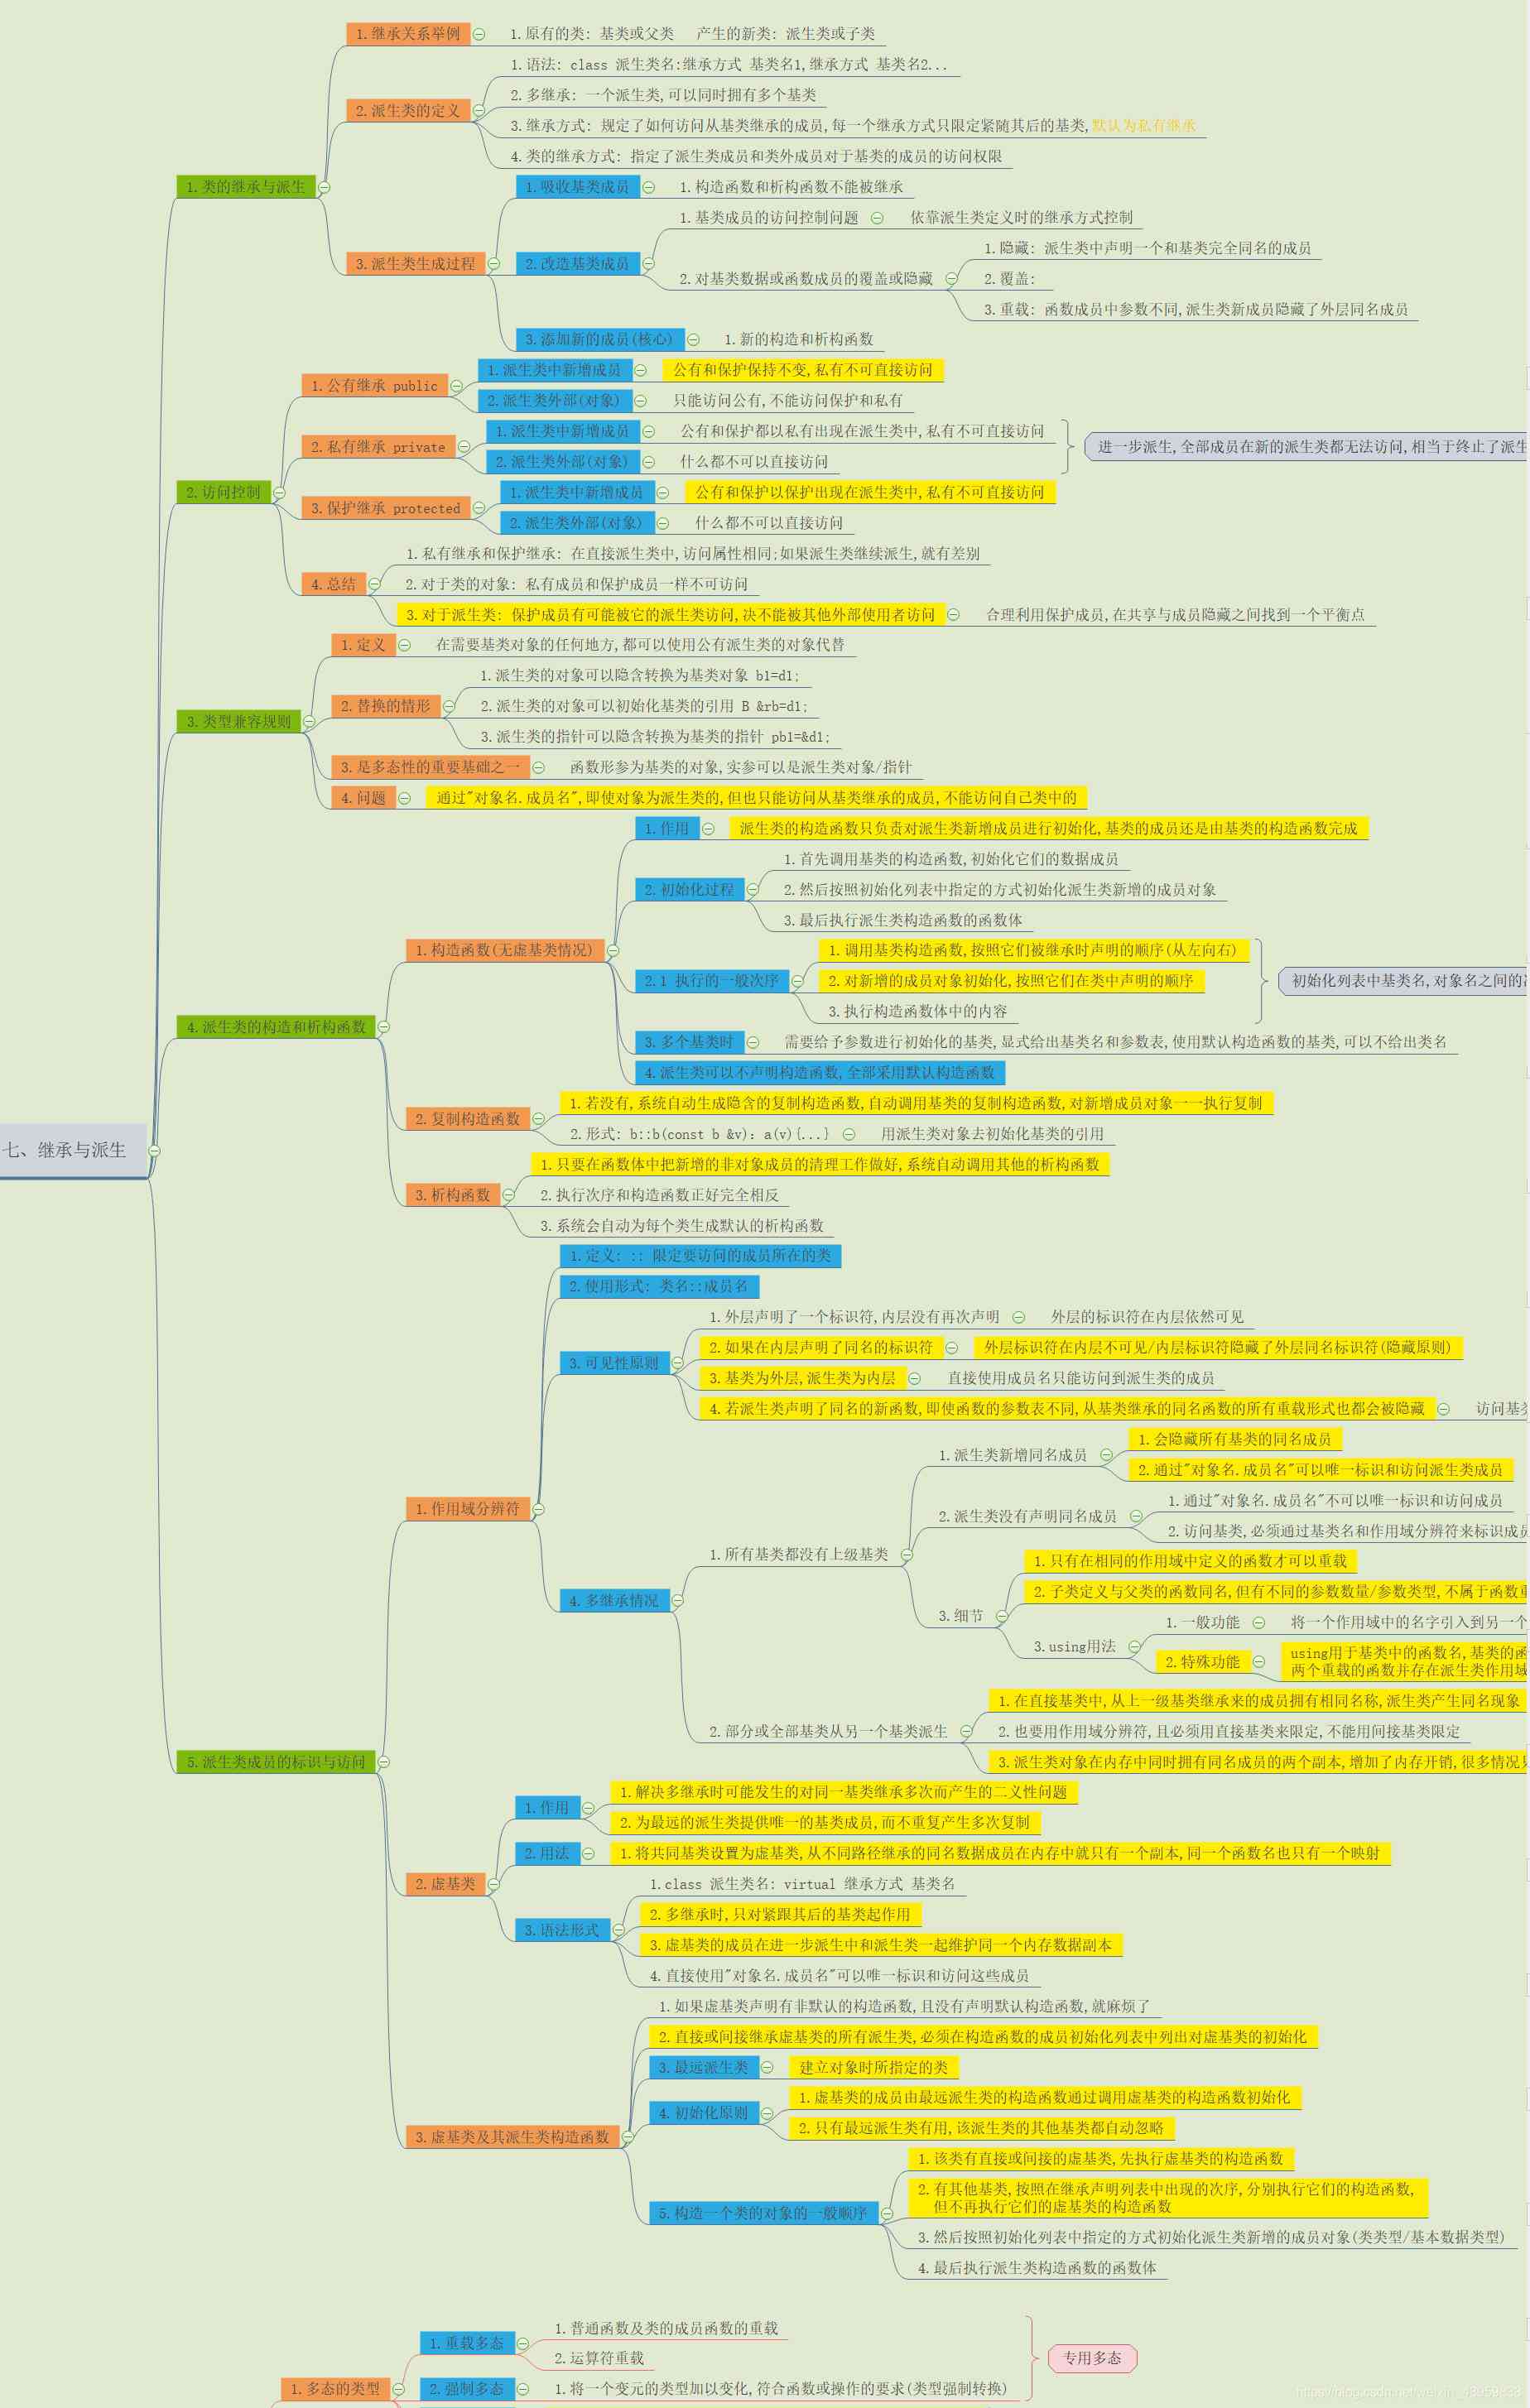 1.继承关系举例
1.原有的类: 基类或父类 产生的新类: 派生类或子类
1.语法: class 派生类名:继承方式 基类名1,继承方式 基类名2...
2.派生类的定义
2.多继承: 一个派生类,可以同时拥有多个基类
3.继承方式: 规定了如何访问从基类继承的成员,每一个继承方式只限定紧随其后的基类,默认为私有继承
4.类的继承方式: 指定了派生类成员和类外成员对于基类的成员的访问权限
1.类的继承与派生
1.吸收基类成员
1.构造函数和析构函数不能被继承
1.基类成员的访问控制问题
依靠派生类定义时的继承方式控制
3.派生类生成过程
2.改造基类成员
1.隐藏: 派生类中声明一个和基类完全同名的成员
2.对基类数据或函数成员的覆盖或隐藏
2.覆盖:
3.重载: 函数成员中参数不同,派生类新成员隐藏了外层同名成员
3.添加新的成员(核心)
1.新的构造和析构函数
1.公有继承 public
1.派生类中新增成员
公有和保护保持不变,私有不可直接访问
2.派生类外部(对象)
只能访问公有,不能访问保护和私有
2.私有继承 private
1.派生类中新增成员
公有和保护都以私有出现在派生类中,私有不可直接访问
2.派生类外部(对象)
什么都不可以直接访问
进一步派生,全部成员在新的派生类都无法访问,相当于终止了派生
2.访问控制
3.保护继承 protected
1.派生类中新增成员
公有和保护以保护出现在派生类中,私有不可直接访问
2.派生类外部(对象)
什么都不可以直接访问
4.总结
1.私有继承和保护继承: 在直接派生类中,访问属性相同;如果派生类继续派生,就有差别
2.对于类的对象: 私有成员和保护成员一样不可访问
3.对于派生类: 保护成员有可能被它的派生类访问,决不能被其他外部使用者访问
合理利用保护成员,在共享与成员隐藏之间找到一个平衡点
1.定义
在需要基类对象的任何地方,都可以使用公有派生类的对象代替
2.替换的情形
1.派生类的对象可以隐含转换为基类对象 b1=d1;
2.派生类的对象可以初始化基类的引用 B &rb=d1;
3.派生类的指针可以隐含转换为基类的指针 pb1=&d1;
3.类型兼容规则
3.是多态性的重要基础之一
函数形参为基类的对象,实参可以是派生类对象/指针
4.问题
通过"对象名.成员名",即使对象为派生类的,但也只能访问从基类继承的成员,不能访问自己类中的
1.作用
派生类的构造函数只负责对派生类新增成员进行初始化,基类的成员还是由基类的构造函数完成
2.初始化过程
1.首先调用基类的构造函数,初始化它们的数据成员
2.然后按照初始化列表中指定的方式初始化派生类新增的成员对象
3.最后执行派生类构造函数的函数体
1.构造函数(无虚基类情况)
2.1 执行的一般次序
1.调用基类构造函数,按照它们被继承时声明的顺序(从左向右)
2.对新增的成员对象初始化,按照它们在类中声明的顺序
3.执行构造函数体中的内容
初始化列表中基类名,对象名之间的
3.多个基类时
需要给予参数进行初始化的基类,显式给出基类名和参数表,使用默认构造函数的基类,可以不给出类名
4.派生类可以不声明构造函数,全部采用默认构造函数
4.派生类的构造和析构函数
2.复制构造函数
1.若没有,系统自动生成隐含的复制构造函数,自动调用基类的复制构造函数,对新增成员对象一一执行复制
2.形式: b::b(const b &v): a(v){...}
用派生类对象去初始化基类的引用
3.析构函数
1.只要在函数体中把新增的非对象成员的清理工作做好,系统自动调用其他的析构函数
2.执行次序和构造函数正好完全相反
3.系统会自动为每个类生成默认的析构函数
七、继承与派生
1.定义: :: 限定要访问的成员所在的类
2.使用形式: 类名::成员名
3.可见性原则
1.外层声明了一个标识符,内层没有再次声明
外层的标识符在内层依然可见
2.如果在内层声明了同名的标识符
外层标识符在内层不可见/内层标识符隐藏了外层同名标识符(隐藏原则)
3.基类为外层,派生类为内层
直接使用成员名只能访问到派生类的成员
4.若派生类声明了同名的新函数,即使函数的参数表不同,从基类继承的同名函数的所有重载形式也都会被隐藏
访问基
1.作用域分辨符
1.派生类新增同名成员
1.会隐藏所有基类的同名成员
2.通过"对象名.成员名"可以唯一标识和访问派生类成员
2.派生类没有声明同名成员
1.通过"对象名.成员名"不可以唯一标识和访问成员
2.访问基类,必须通过基类名和作用域分辨符来标识成
1.所有基类都没有上级基类
4.多继承情况
3.细节
1.只有在相同的作用域中定义的函数才可以重载
2.子类定义与父类的函数同名,但有不同的参数数量/参数类型,不属于函数
3.using用法
1.一般功能
将一个作用域中的名字引入到另一个
2.特殊功能
using用于基类中的函数名,基类的
两个重载的函数并存在派生类作用域
2.部分或全部基类从另一个基类派生
1.在直接基类中,从上一级基类继承来的成员拥有相同名称,派生类产生同名现象
2.也要用作用域分辨符,且必须用直接基类来限定,不能用间接基类限定
3.派生类对象在内存中同时拥有同名成员的两个副本,增加了内存开销,很多情况
5.派生类成员的标识与访问
1.作用
1.解决多继承时可能发生的对同一基类继承多次而产生的二义性问题
2.为最远的派生类提供唯一的基类成员,而不重复产生多次复制
2.用法
1.将共同基类设置为虚基类,从不同路径继承的同名数据成员在内存中就只有一个副本,同一个函数名也只有一个映射
2.虚基类
3.语法形式
1.class 派生类名: virtual 继承方式 基类名
2.多继承时,只对紧跟其后的基类起作用
3.虚基类的成员在进一步派生中和派生类一起维护同一个内存数据副本
4.直接使用"对象名.成员名"可以唯一标识和访问这些成员
1.如果虚基类声明有非默认的构造函数,且没有声明默认构造函数,就麻烦了
2.直接或间接继承虚基类的所有派生类,必须在构造函数的成员初始化列表中列出对虚基类的初始化
3.最远派生类
建立对象时所指定的类
4.初始化原则
1.虚基类的成员由最远派生类的构造函数通过调用虚基类的构造函数初始化
2.只有最远派生类有用,该派生类的其他基类都自动忽略
3.虚基类及其派生类构造函数
5.构造一个类的对象的一般顺序
1.该类有直接或间接的虚基类,先执行虚基类的构造函数
2.有其他基类,按照在继承声明列表中出现的次序,分别执行它们的构造函数,
但不再执行它们的虚基类的构造函数
3.然后按照初始化列表中指定的方式初始化派生类新增的成员对象(类类型/基本数据类型)
4.最后执行派生类构造函数的函数体
1.重载多态
1.普通函数及类的成员函数的重载
2.运算符重载
专用多态
1.多态的类型
2.强制多态
1.将一个变元的类型加以变化,符合函数或操作的要求(类型强制转换)